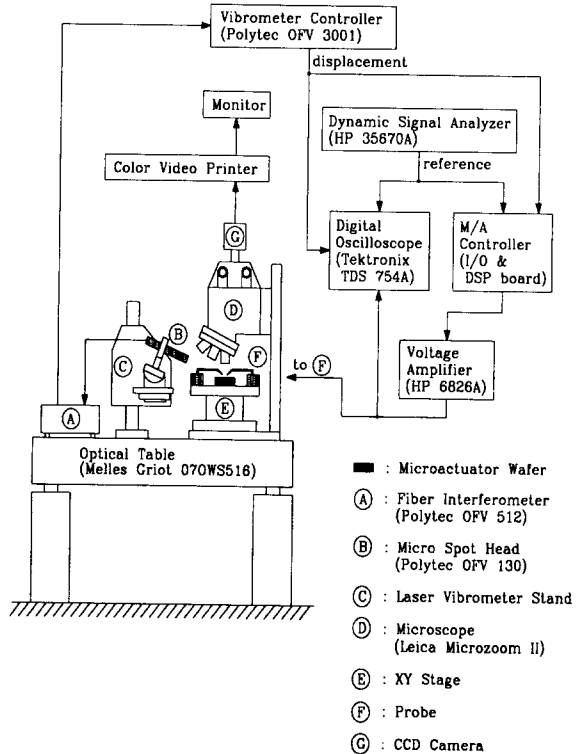 Vibrometer Controller
(Polytec OFV 3001)
displacement
Monitor
Dynamic Signal Analyzer
(HP 35670A)
reference
Color Video Printer
G
Digital
Oscilloscope
(Tektronix
TDS 754A)
M/A
Controller
(I/O &
DSP board)
D
B
C
F
to F
Voltage
Amplifier
(HP 6826A)
A
E
Optical Table
(Melles Griot 07OWS516)
: Microactuator Wafer
A : Fiber Interferometer
(Polytec OFV 512)
B : Micro Spot Head
(Polytec OFV 130)
C : Laser Vibrometer Stand
D : Microscope
(Leica Microzoom II)
E : XY Stage
F : Probe
G : CCD Camera